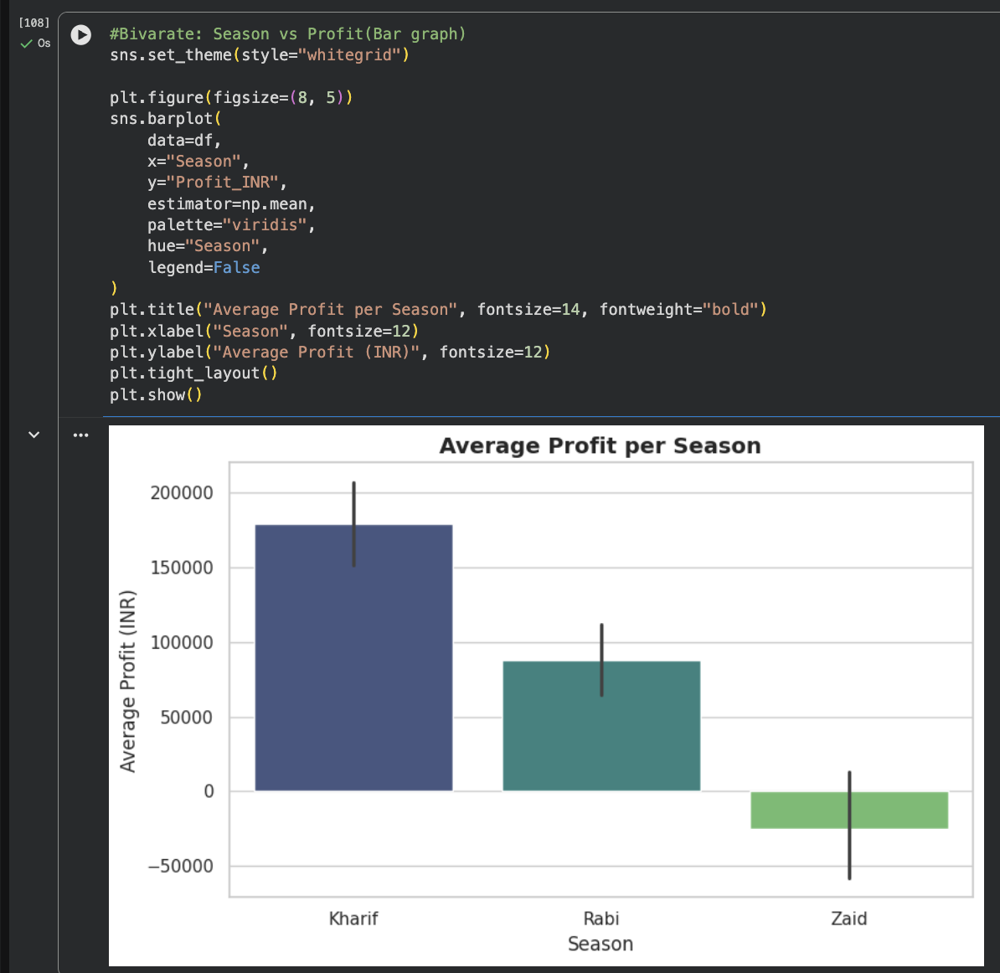 [108]
0s
#Bivarate: Season vs Profit(Bar graph)
sns.set_theme(style="whitegrid")
plt.figure(figsize=(8, 5))
sns.barplot(
    data=df,
    x="Season",
    y="Profit_INR",
    estimator=np.mean,
    palette="viridis",
    hue="Season",
    legend=False
)
plt.title("Average Profit per Season", fontsize=14, fontweight="bold")
plt.xlabel("Season", fontsize=12)
plt.ylabel("Average Profit (INR)", fontsize=12)
plt.tight_layout()
plt.show()
Average Profit per Season
Average Profit (INR)
200000
150000
100000
50000
0
−50000
Kharif Rabi Zaid
Season